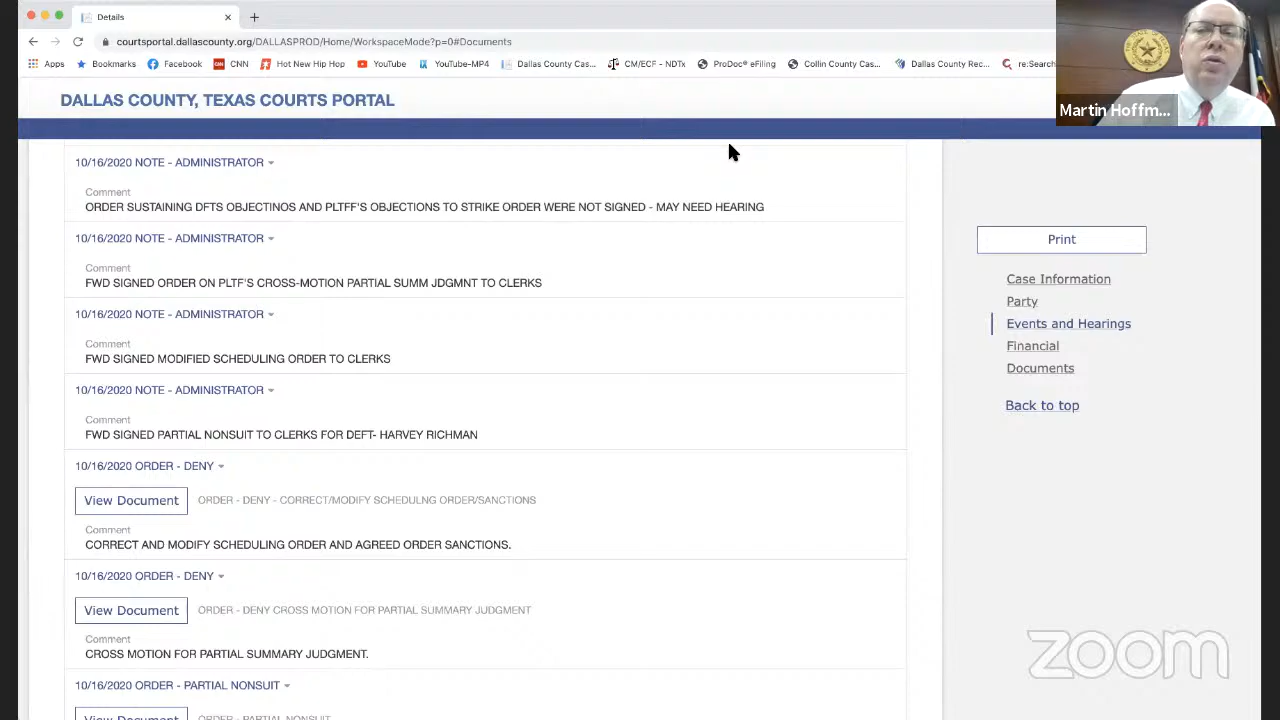 Details
courtsportal.dallascounty.org/DALLASPROD/Home/WorkspaceMode?p=0#Documents
Apps Bookmarks Facebook CNN Hot New Hip Hop YouTube YouTube-MP4 Dallas County Cas... CM/ECF - NDTx ProDoc® eFiling Collin County Cas... Dallas County Rec... re:Search
Martin Hoffm...
DALLAS COUNTY, TEXAS COURTS PORTAL
10/16/2020 NOTE - ADMINISTRATOR
Comment
ORDER SUSTAINING DFTS OBJECTINOS AND PLTFF'S OBJECTIONS TO STRIKE ORDER WERE NOT SIGNED - MAY NEED HEARING
10/16/2020 NOTE - ADMINISTRATOR
Comment
FWD SIGNED ORDER ON PLTF'S CROSS-MOTION PARTIAL SUMM JDGMNT TO CLERKS
10/16/2020 NOTE - ADMINISTRATOR
Comment
FWD SIGNED MODIFIED SCHEDULING ORDER TO CLERKS
10/16/2020 NOTE - ADMINISTRATOR
Comment
FWD SIGNED PARTIAL NONSUIT TO CLERKS FOR DEFT- HARVEY RICHMAN
10/16/2020 ORDER - DENY
View Document ORDER - DENY - CORRECT/MODIFY SCHEDULNG ORDER/SANCTIONS
Comment
CORRECT AND MODIFY SCHEDULING ORDER AND AGREED ORDER SANCTIONS.
10/16/2020 ORDER - DENY
View Document ORDER - DENY CROSS MOTION FOR PARTIAL SUMMARY JUDGMENT
Comment
CROSS MOTION FOR PARTIAL SUMMARY JUDGMENT.
10/16/2020 ORDER - PARTIAL NONSUIT
View Document ORDER - PARTIAL NONSUIT
Print
Case Information
Party
Events and Hearings
Financial
Documents
Back to top
zoom